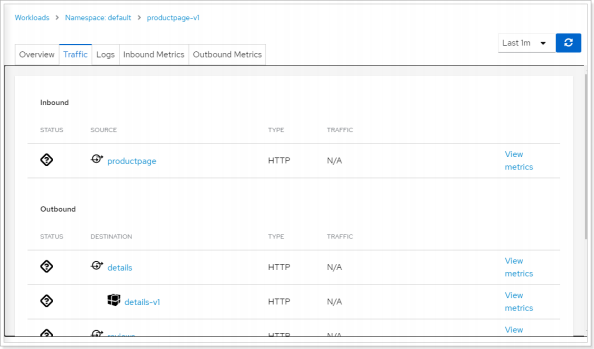 Workloads > Namespace: default > productpage-v1
Last 1m
Overview Traffic Logs Inbound Metrics Outbound Metrics
Inbound
STATUS SOURCE TYPE TRAFFIC
productpage HTTP N/A View
metrics
Outbound
STATUS DESTINATION TYPE TRAFFIC
details HTTP N/A View
metrics
details-v1 HTTP N/A View
metrics
reviews HTTP N/A View